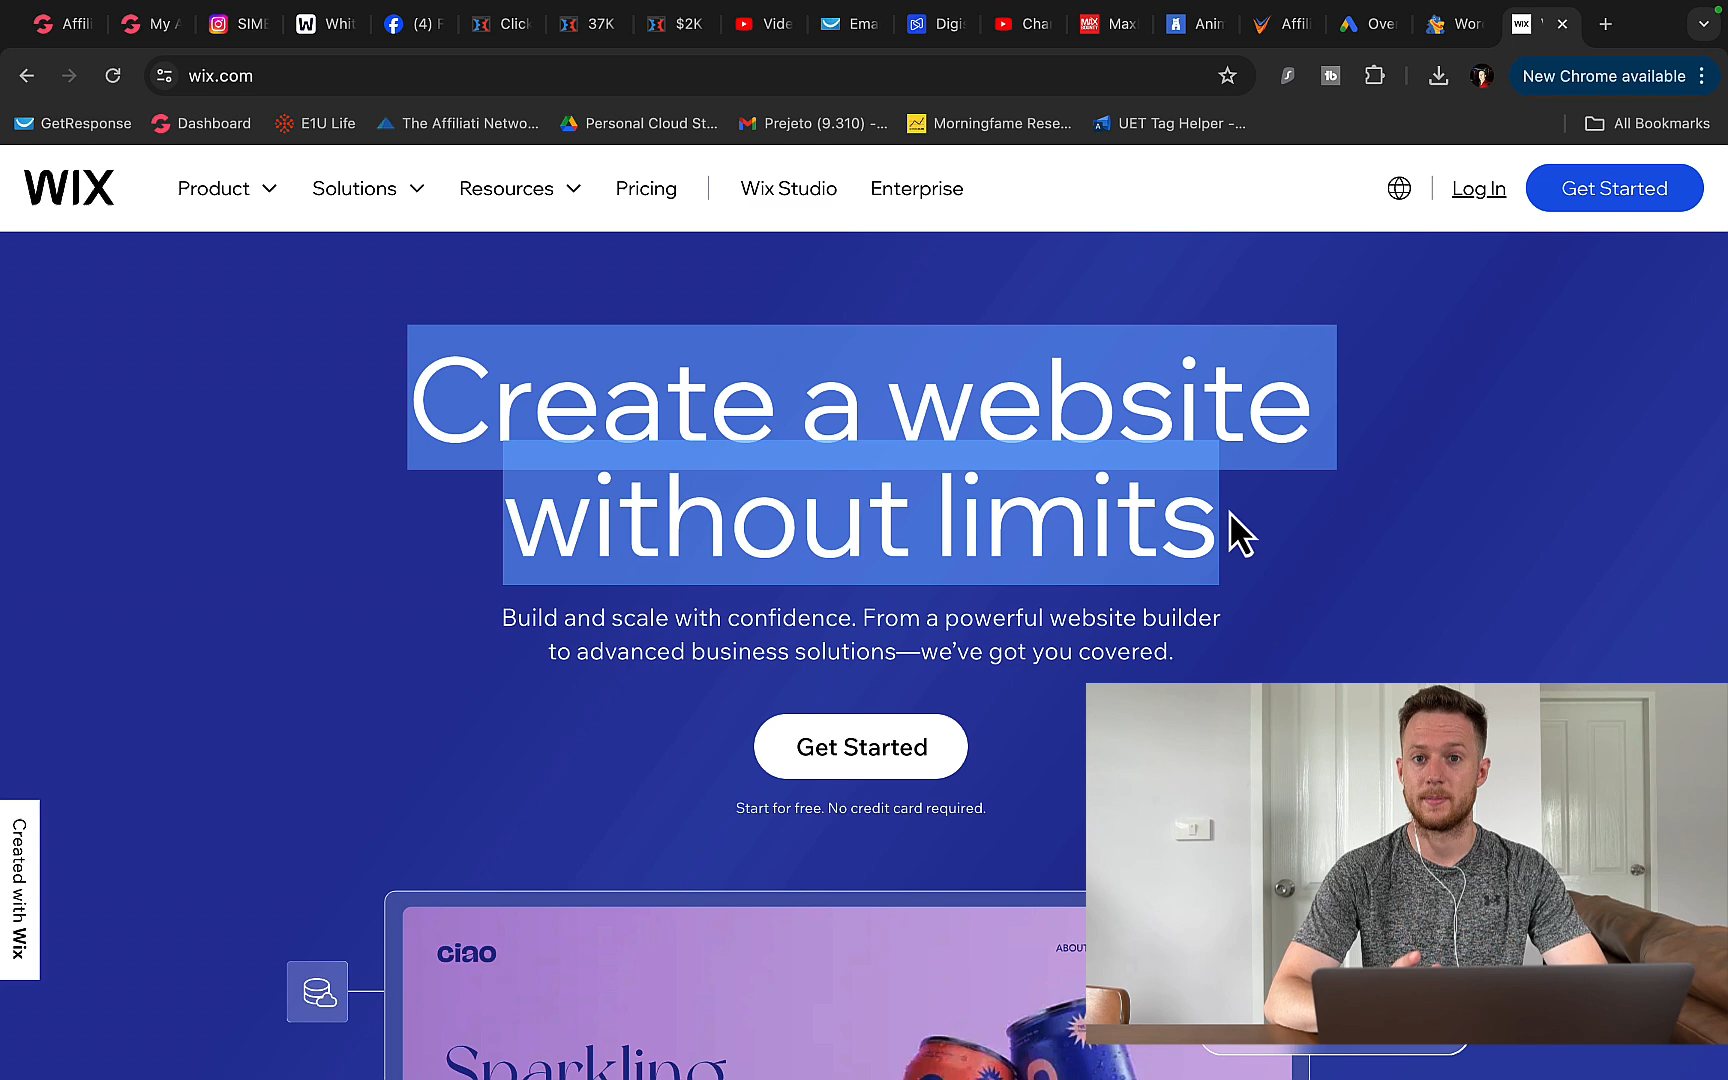 Affili
My A
SIME
Whit
(4) F
Click
37K
$2K
Vide
Ema
Digi
Cha
Max
Anin
Affili
Over
Wor
WIX
wix.com
New Chrome available
GetResponse
Dashboard
E1U Life
The Affiliati Netwo...
Personal Cloud St...
Prejeto (9.310) -...
Morningfame Rese...
UET Tag Helper -...
All Bookmarks
WIX
Product
Solutions
Resources
Pricing
Wix Studio
Enterprise
Log In
Get Started
Create a website
without limits
Build and scale with confidence. From a powerful website builder
to advanced business solutions—we've got you covered.
Get Started
Start for free. No credit card required.
Created with Wix
ciao
ABOUT
Sparkling